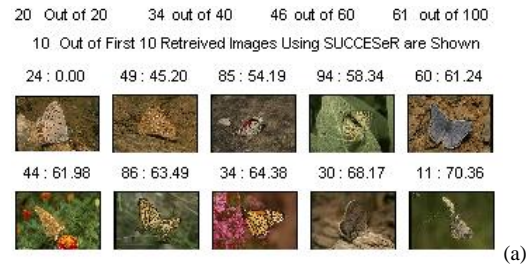 20 Out of 20 34 out of 40 46 out of 60 61 out of 100
10 Out of First 10 Retreived Images Using SUCCESeR are Shown
24 : 0.00 49 : 45.20 85 : 54.19 94 : 58.34 60 : 61.24
44 : 61.98 86 : 63.49 34 : 64.38 30 : 68.17 11 : 70.36
(a)